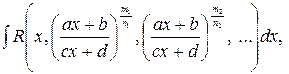 ∫ R( x, ( (ax + b) / (cx + d) )^(m₁/n₁), ( (ax + b) / (cx + d) )^(m₂/n₂), ... ) dx,